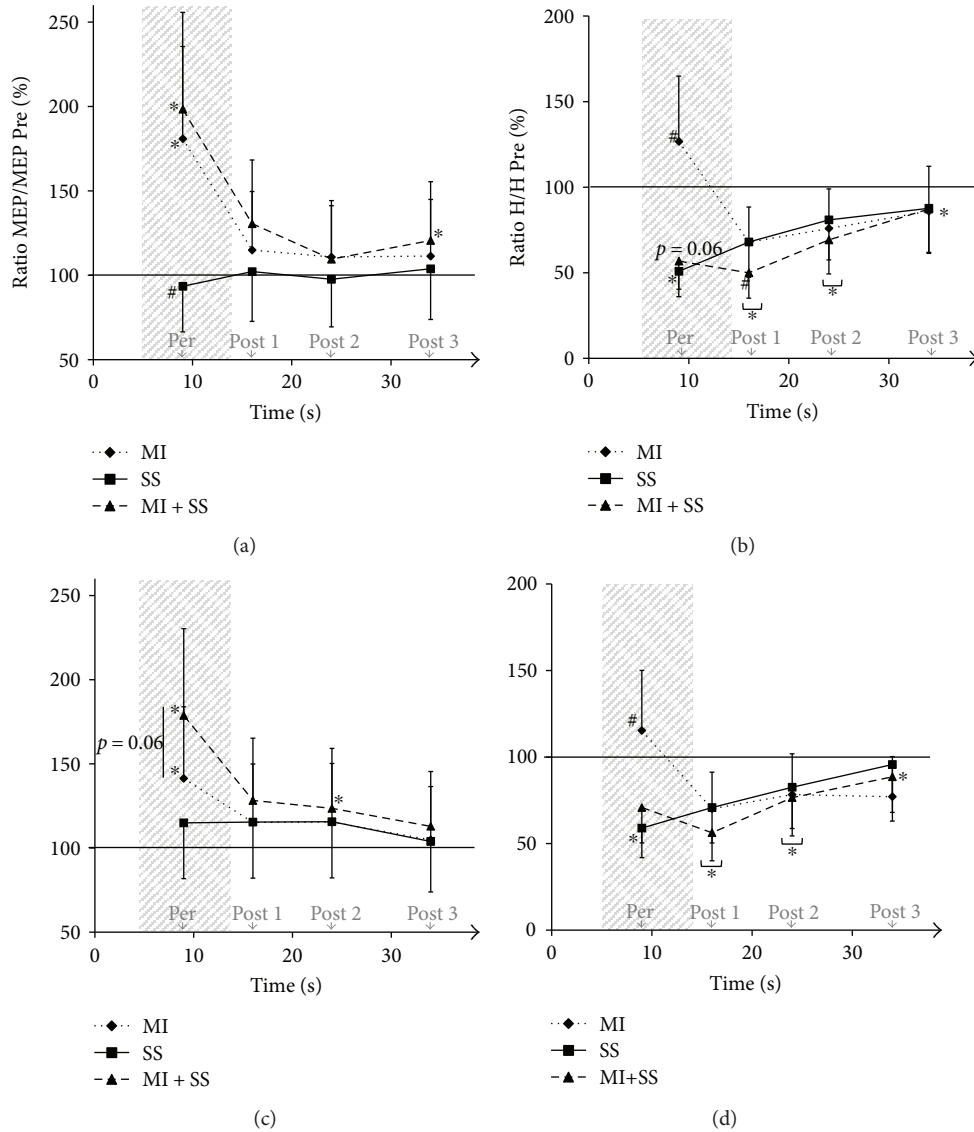 (a)
Ratio MEP/MEP Pre (%)
250
200
150
100
50
*
*
#
*
Per
Post 1
Post 2
Post 3
0
10
20
30
Time (s)
MI
SS
MI + SS
(b)
Ratio H/H Pre (%)
200
150
100
50
0
#
p = 0.06
*
#
*
*
*
Per
Post 1
Post 2
Post 3
0
10
20
30
Time (s)
MI
SS
MI + SS
(c)
250
200
150
100
50
p = 0.06
*
*
*
Per
Post 1
Post 2
Post 3
0
10
20
30
Time (s)
MI
SS
MI + SS
(d)
200
150
100
50
0
#
*
*
*
*
Per
Post 1
Post 2
Post 3
0
10
20
30
Time (s)
MI
SS
MI+SS